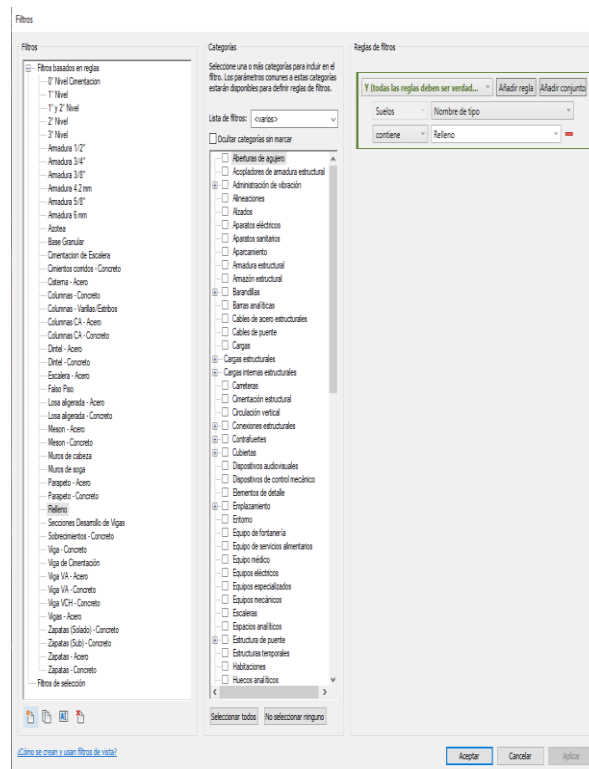 Filtros
Filtros
Filtros basados en reglas
0° Nivel Cimentacion
1° Nivel
1° y 2° Nivel
2° Nivel
3° Nivel
Armadura 1/2"
Armadura 3/4"
Armadura 3/8"
Armadura 4.2 mm
Armadura 5/8"
Armadura 6 mm
Azotea
Base Granular
Cimentacion de Escalera
Cimientos corridos - Concreto
Cisterna - Acero
Columnas - Concreto
Columnas - Varillas/Estribos
Columnas CA - Acero
Columnas CA - Concreto
Dintel - Acero
Dintel - Concreto
Escalera - Acero
Falso Piso
Losa aligerada - Acero
Losa aligerada - Concreto
Meson - Acero
Meson - Concreto
Muros de cabeza
Muros de soga
Parapeto - Acero
Parapeto - Concreto
Relleno
Secciones Desarrollo de Vigas
Sobrecimientos - Concreto
Viga - Concreto
Viga de Cimentación
Viga VA - Acero
Viga VA - Concreto
Viga VCH - Concreto
Vigas - Acero
Zapatas (Solado) - Concreto
Zapatas (Sub) - Concreto
Zapatas - Acero
Zapatas - Concreto
Filtros de selección
¿Cómo se crean y usan filtros de vista?
Categorías
Seleccione una o más categorías para incluir en el
filtro. Los parámetros comunes a estas categorías
estarán disponibles para definir reglas de filtros.
Lista de filtros: <varios>
Ocultar categorías sin marcar
Aberturas de agujero
Acopladores de armadura estructural
Administración de vibración
Alineaciones
Alzados
Aparatos eléctricos
Aparatos sanitarios
Aparcamiento
Armadura estructural
Armazón estructural
Barandillas
Barras analíticas
Cables de acero estructurales
Cables de puente
Cargas
Cargas estructurales
Cargas internas estructurales
Carreteras
Cimentación estructural
Circulación vertical
Conexiones estructurales
Contrafuertes
Cubiertas
Dispositivos audiovisuales
Dispositivos de control mecánico
Elementos de detalle
Emplazamiento
Entorno
Equipo de fontanería
Equipo de servicios alimentarios
Equipo médico
Equipos eléctricos
Equipos especializados
Equipos mecánicos
Escaleras
Espacios analíticos
Estructura de puente
Estructuras temporales
Habitaciones
Huecos analíticos
Seleccionar todos No seleccionar ninguno
Reglas de filtros
Y (todas las reglas deben ser verdad... Añadir regla Añadir conjunto
Suelos Nombre de tipo
contiene Relleno
Aceptar Cancelar Aplicar